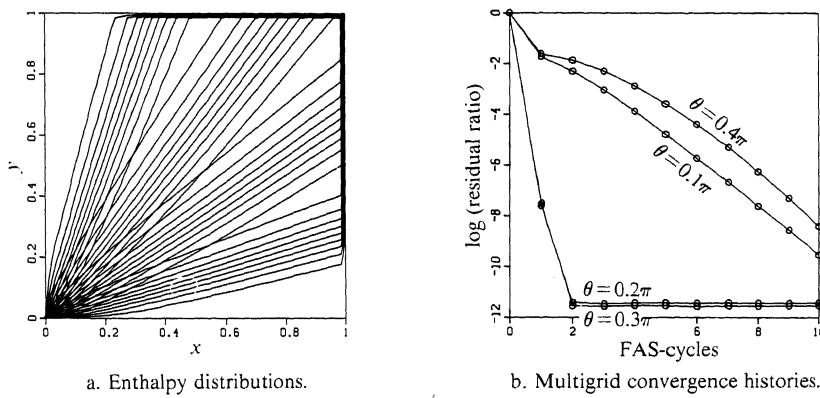 1
0.8
0.6
0.4
0.2
0
y
0
0.2
0.4
0.6
0.8
1
x
a. Enthalpy distributions.
0
-2
-4
-6
-8
-10
-12
log (residual ratio)
θ=0.4π
θ=0.1π
θ=0.2π
θ=0.3π
0
2
4
6
8
10
FAS-cycles
b. Multigrid convergence histories.